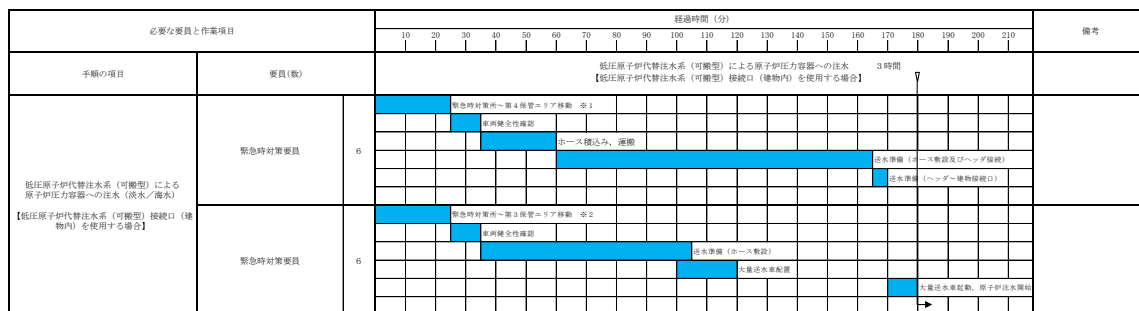 必要な要員と作業項目
経過時間（分）
備考
10 20 30 40 50 60 70 80 90 100 110 120 130 140 150 160 170 180 190 200 210
手順の項目
要員(数)
低圧原子炉代替注水系（可搬型）による原子炉圧力容器への注水　　３時間
【低圧原子炉代替注水系（可搬型）接続口（建物内）を使用する場合】
低圧原子炉代替注水系（可搬型）による
原子炉圧力容器への注水（淡水／海水）
【低圧原子炉代替注水系（可搬型）接続口（建
物内）を使用する場合】
緊急時対策要員
6
緊急時対策所～第４保管エリア移動　※１
車両健全性確認
ホース積込み、運搬
送水準備（ホース敷設及びヘッダ接続）
送水準備（ヘッダ～建物接続口）
緊急時対策要員
6
緊急時対策所～第３保管エリア移動　※２
車両健全性確認
送水準備（ホース敷設）
大量送水車配置
大量送水車起動、原子炉注水開始